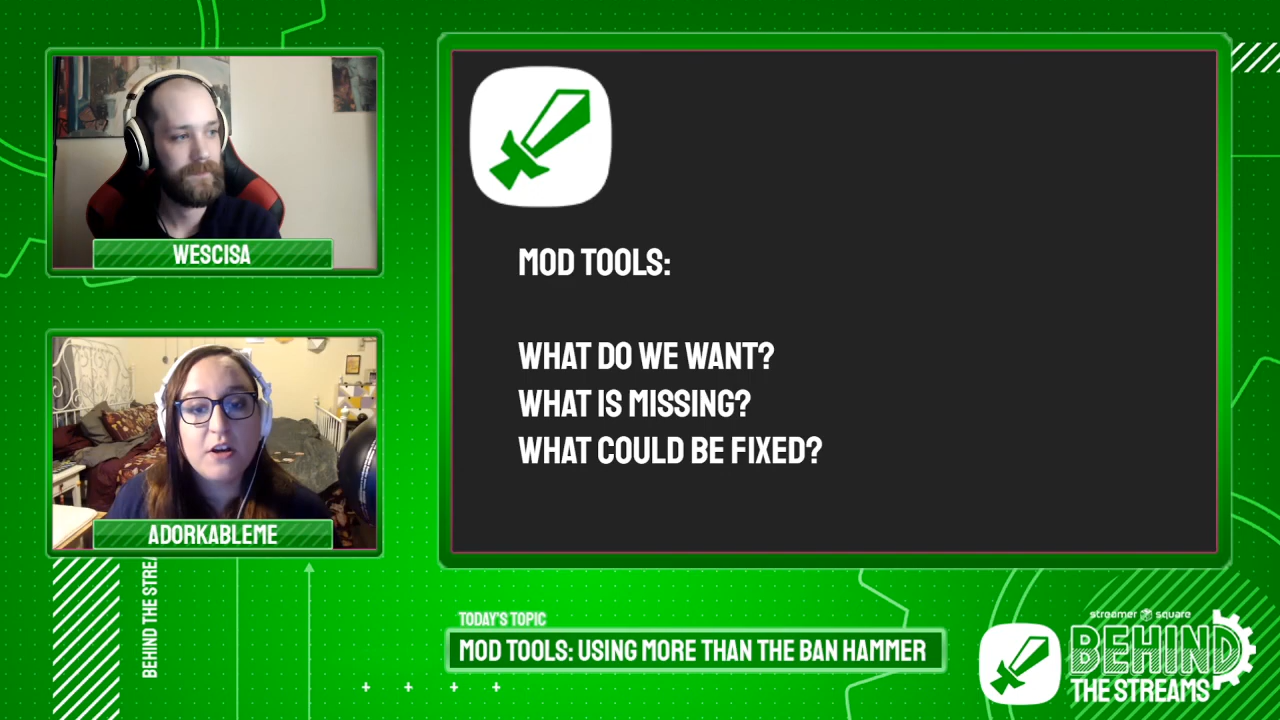 WESCISA
ADORKABLEME
MOD TOOLS:
WHAT DO WE WANT?
WHAT IS MISSING?
WHAT COULD BE FIXED?
BEHIND THE STREA
TODAY'S TOPIC
MOD TOOLS: USING MORE THAN THE BAN HAMMER
streamer square
BEHIND
THE STREAMS